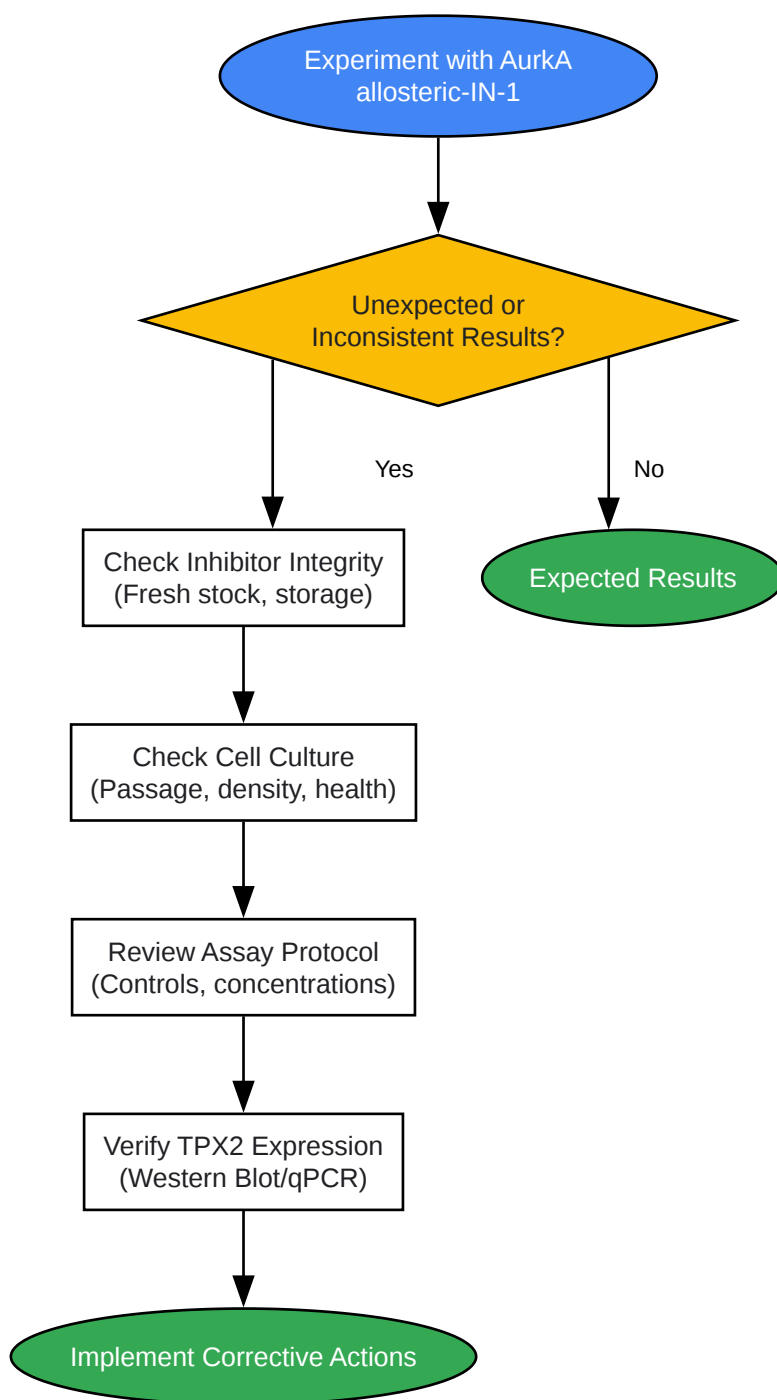 Experiment with AurkA
allosteric-IN-1
Unexpected or
Inconsistent Results?
Yes
No
Check Inhibitor Integrity
(Fresh stock, storage)
Expected Results
Check Cell Culture
(Passage, density, health)
Review Assay Protocol
(Controls, concentrations)
Verify TPX2 Expression
(Western Blot/qPCR)
Implement Corrective Actions